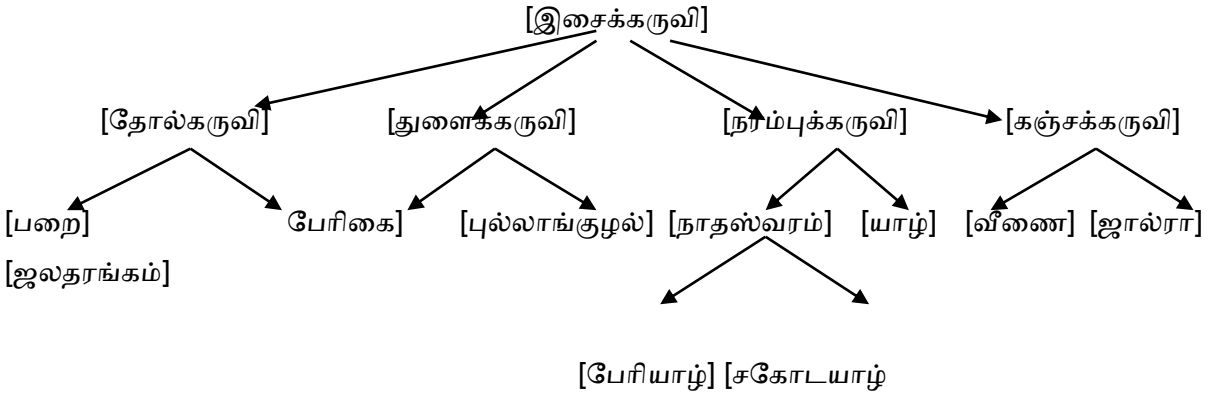 [இசைக்கருவி]
[தோல்கருவி] [துளைக்கருவி] [நரம்புக்கருவி] [கஞ்சக்கருவி]
[பறை] பேரிகை] [புல்லாங்குழல்] [நாதஸ்வரம்] [யாழ்] [வீணை] [ஜால்ரா]
[ஜலதரங்கம்]
[பேரியாழ்] [சகோடயாழ்